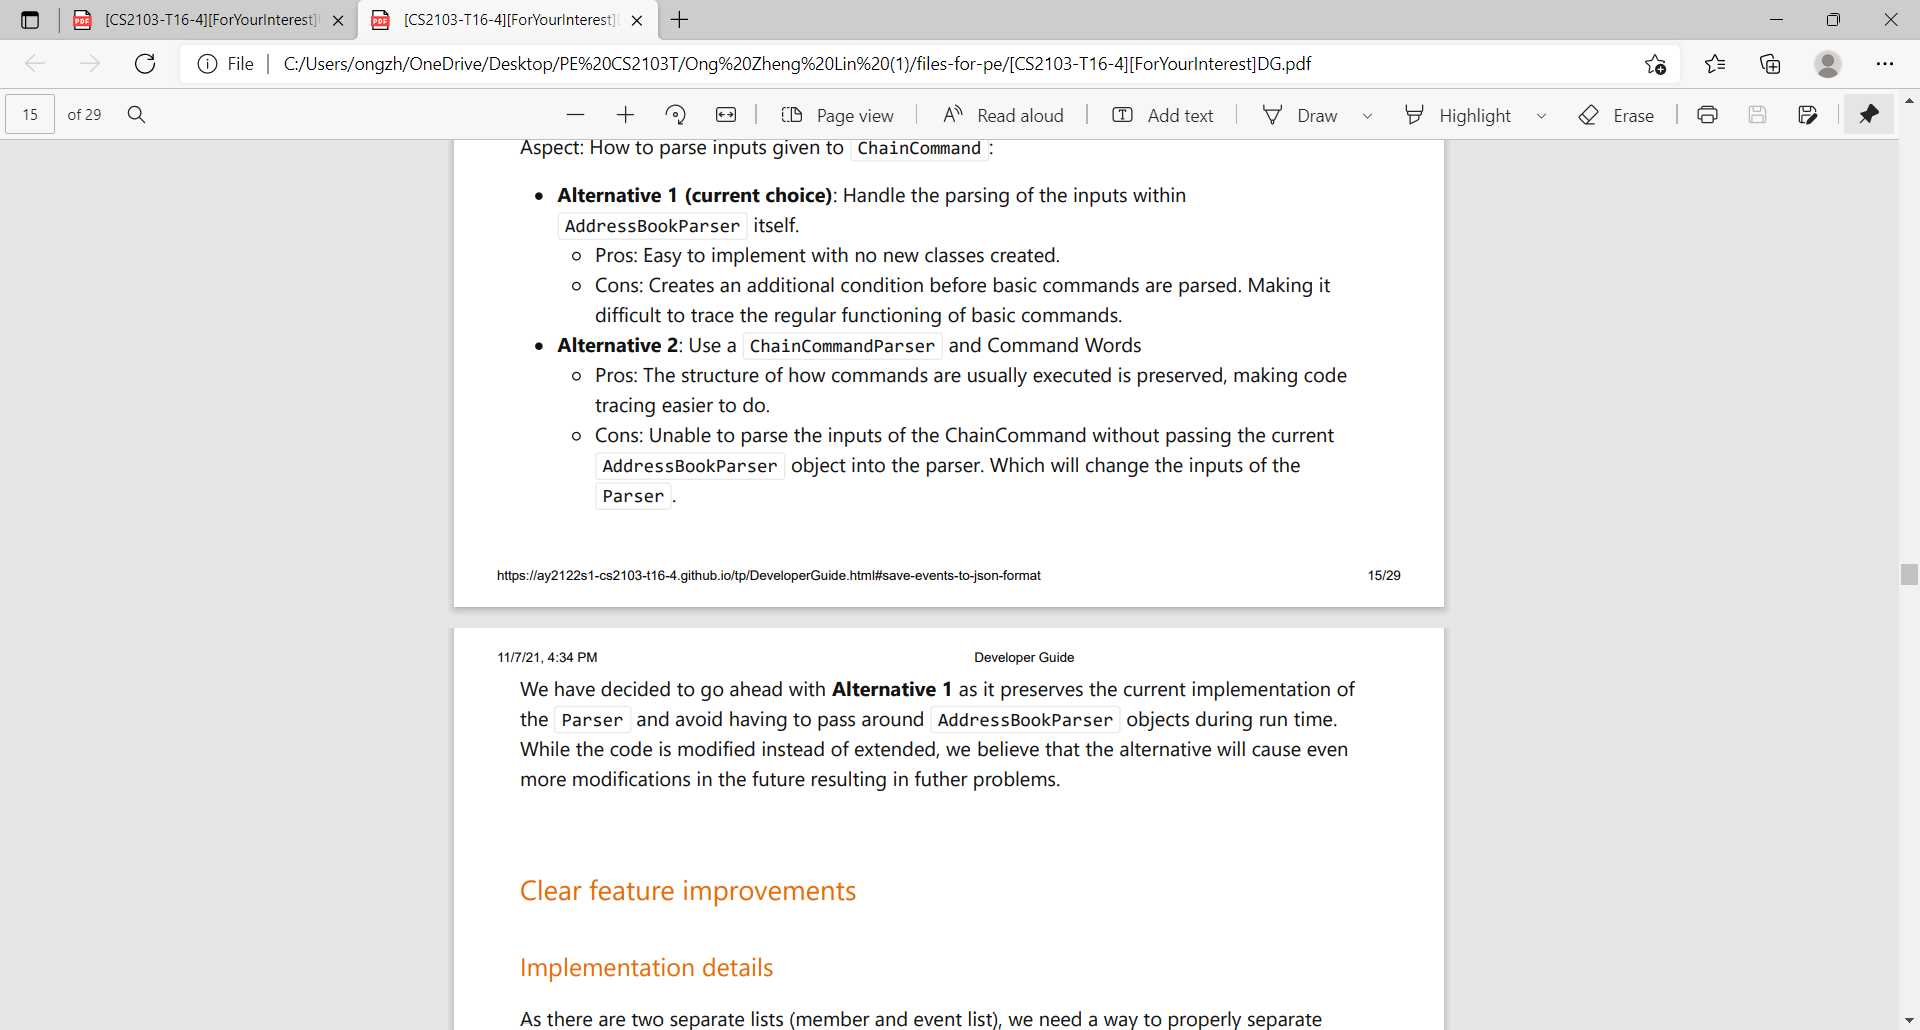 [CS2103-T16-4][ForYourInterest]
[CS2103-T16-4][ForYourInterest]
File
C:/Users/ongzh/OneDrive/Desktop/PE%20CS2103T/Ong%20Zheng%20Lin%20(1)/files-for-pe/[CS2103-T16-4][ForYourInterest]DG.pdf
15 of 29
Page view
Read aloud
Add text
Draw
Highlight
Erase
Aspect: How to parse inputs given to ChainCommand :
• Alternative 1 (current choice): Handle the parsing of the inputs within
AddressBookParser itself.
○ Pros: Easy to implement with no new classes created.
○ Cons: Creates an additional condition before basic commands are parsed. Making it
difficult to trace the regular functioning of basic commands.
• Alternative 2: Use a ChainCommandParser and Command Words
○ Pros: The structure of how commands are usually executed is preserved, making code
tracing easier to do.
○ Cons: Unable to parse the inputs of the ChainCommand without passing the current
AddressBookParser object into the parser. Which will change the inputs of the
Parser .
https://ay2122s1-cs2103-t16-4.github.io/tp/DeveloperGuide.html#save-events-to-json-format 15/29
11/7/21, 4:34 PM Developer Guide
We have decided to go ahead with Alternative 1 as it preserves the current implementation of
the Parser and avoid having to pass around AddressBookParser objects during run time.
While the code is modified instead of extended, we believe that the alternative will cause even
more modifications in the future resulting in futher problems.
Clear feature improvements
Implementation details
As there are two separate lists (member and event list), we need a way to properly separate